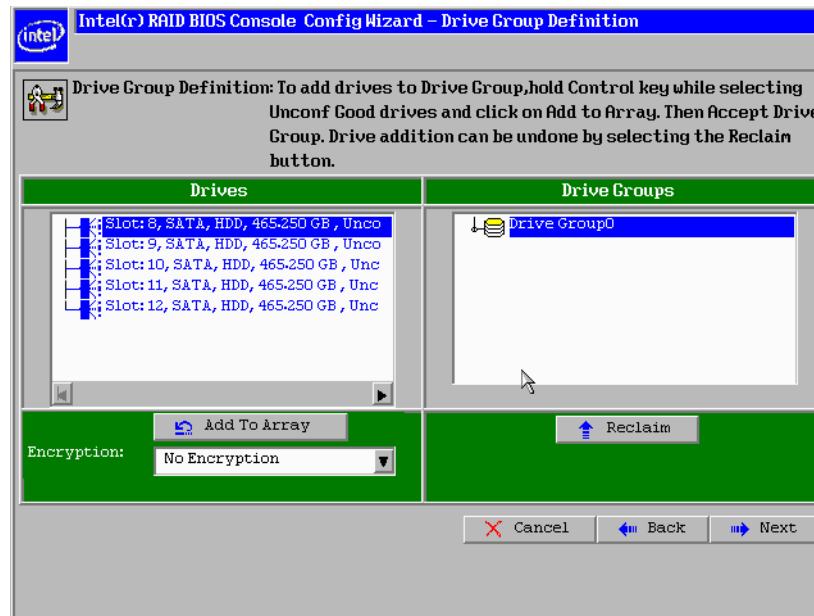 intel
Intel(r) RAID BIOS Console Config Wizard – Drive Group Definition
Drive Group Definition: To add drives to Drive Group,hold Control key while selecting
Unconf Good drives and click on Add to Array. Then Accept Drive
Group. Drive addition can be undone by selecting the Reclaim
button.
Drives
Slot: 8, SATA, HDD, 465.250 GB , Unco
Slot: 9, SATA, HDD, 465.250 GB , Unco
Slot: 10, SATA, HDD, 465.250 GB , Unc
Slot: 11, SATA, HDD, 465.250 GB , Unc
Slot: 12, SATA, HDD, 465.250 GB , Unc
Add To Array
Encryption:
No Encryption
Drive Groups
Drive Group0
Reclaim
Cancel
Back
Next